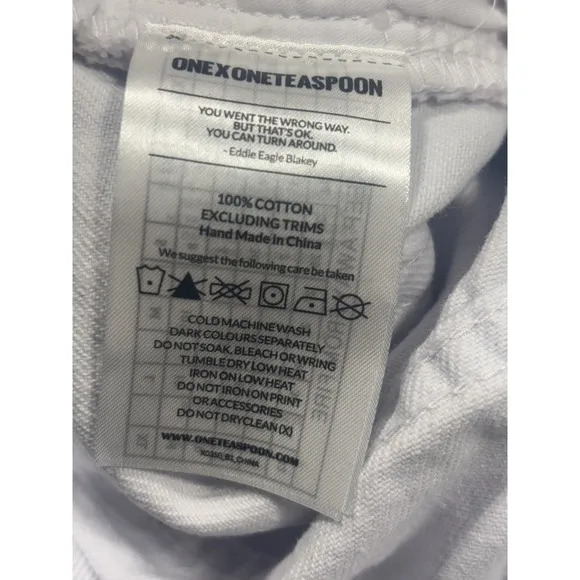 ONEXONETEASPOON
YOU WENT THE WRONG WAY.
BUT THAT'S OK.
YOU CAN TURN AROUND.
- Eddie Eagle Blakey
100% COTTON
EXCLUDING TRIMS
Hand Made in China
We suggest the following care be taken
COLD MACHINE WASH
DARK COLOURS SEPARATELY
DO NOT SOAK, BLEACH OR WRING
TUMBLE DRY LOW HEAT
IRON ON LOW HEAT
DO NOT IRON ON PRINT
OR ACCESSORIES
DO NOT DRYCLEAN (X)
WWW.ONETEASPOON.COM